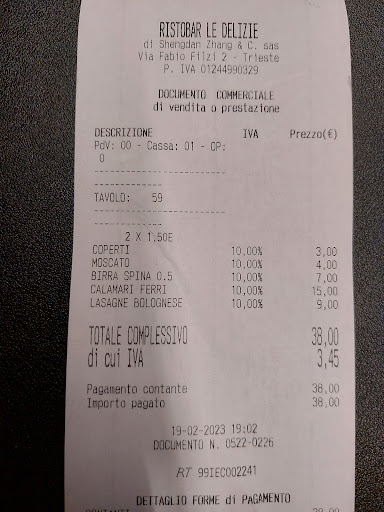 RISTOBAR LE DELIZIE
di Shengdan Zhang & C. sas
Via Fabio Filzi 2 - Trieste
P. IVA 01244990329
DOCUMENTO COMMERCIALE
di vendita o prestazione
DESCRIZIONE IVA Prezzo(€)
PdV: 00 - Cassa: 01 - OP:
0
------------------------
-------------
TAVOLO: 59
------------------------
-------------
2 X 1,50E
COPERTI 10,00% 3,00
MOSCATO 10,00% 4,00
BIRRA SPINA 0.5 10,00% 7,00
CALAMARI FERRI 10,00% 15,00
LASAGNE BOLOGNESE 10,00% 9,00
TOTALE COMPLESSIVO 38,00
di cui IVA 3,45
Pagamento contante 38,00
Importo pagato 38,00
19-02-2023 19:02
DOCUMENTO N. 0522-0226
RT 99IEC002241
DETTAGLIO FORME di PAGAMENTO